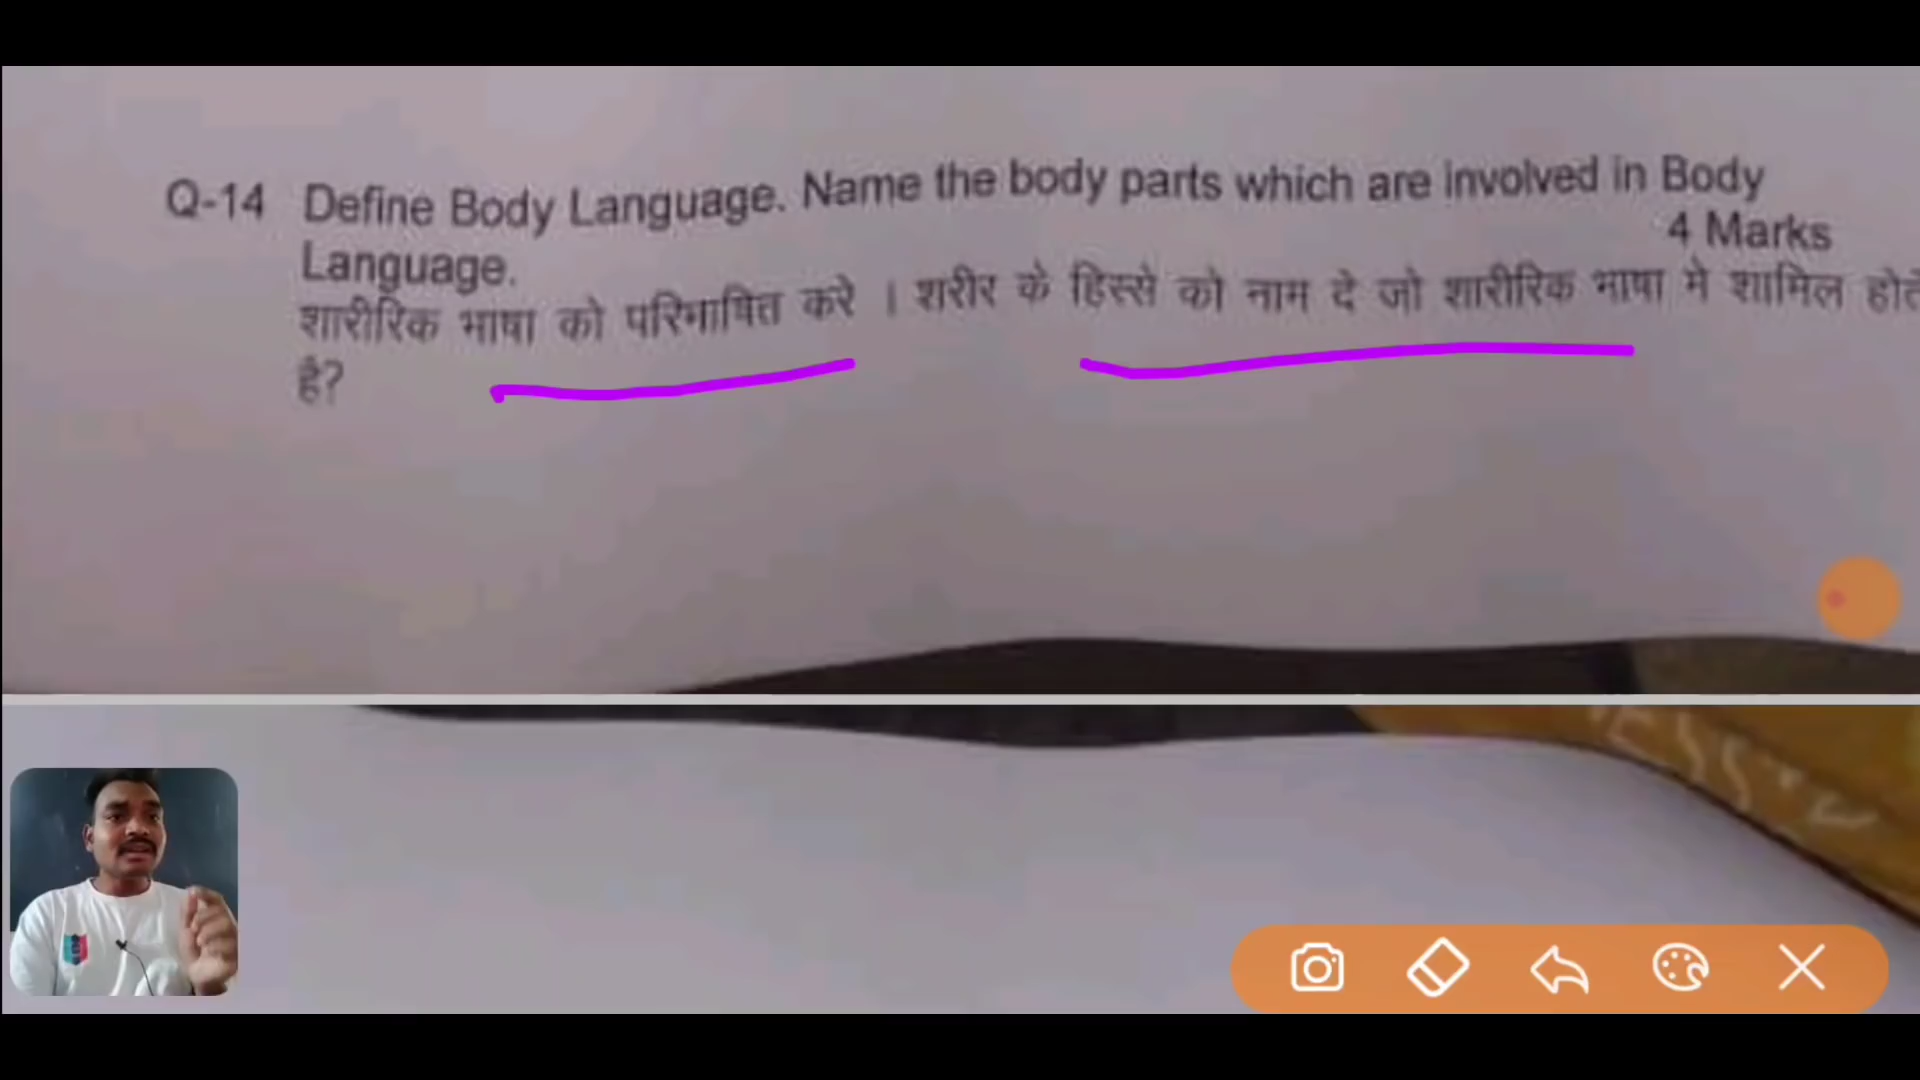 Q-14 Define Body Language. Name the body parts which are involved in Body
Language. 4 Marks
शारीरिक भाषा को परिभाषित करे । शरीर के हिस्से को नाम दे जो शारीरिक भाषा मे शामिल होते
है?